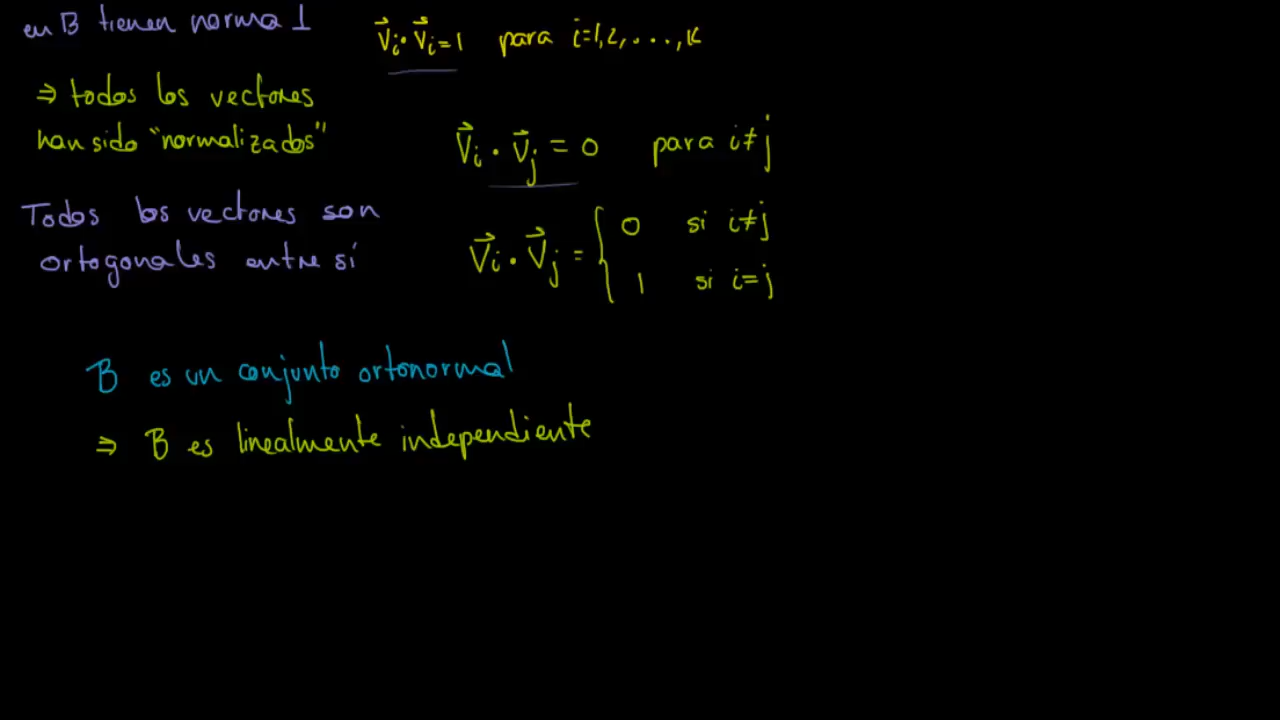 en B tienen norma 1
⇒ todos los vectores
han sido "normalizados"
Todos los vectores son
ortogonales entre sí
v⃗ᵢ · v⃗ᵢ = 1 para i=1,2,...,k
v⃗ᵢ · v⃗ⱼ = 0 para i≠j
v⃗ᵢ · v⃗ⱼ = { 0 si i≠j
1 si i=j
B es un conjunto ortonormal
⇒ B es linealmente independiente